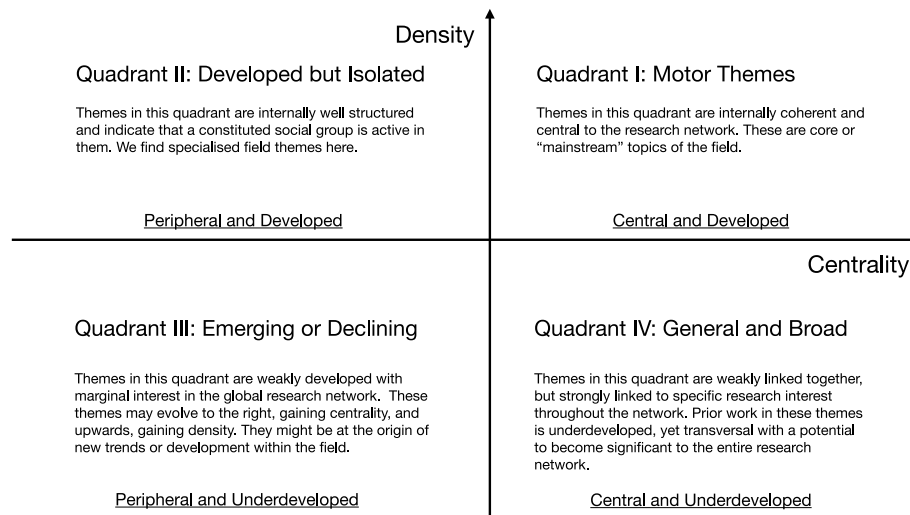 Density
Quadrant II: Developed but Isolated
Themes in this quadrant are internally well structured
and indicate that a constituted social group is active in
them. We find specialised field themes here.
Peripheral and Developed
Quadrant I: Motor Themes
Themes in this quadrant are internally coherent and
central to the research network. These are core or
“mainstream” topics of the field.
Central and Developed
Centrality
Quadrant III: Emerging or Declining
Themes in this quadrant are weakly developed with
marginal interest in the global research network.  These
themes may evolve to the right, gaining centrality, and
upwards, gaining density. They might be at the origin of
new trends or development within the field.
Peripheral and Underdeveloped
Quadrant IV: General and Broad
Themes in this quadrant are weakly linked together,
but strongly linked to specific research interest
throughout the network. Prior work in these themes
is underdeveloped, yet transversal with a potential
to become significant to the entire research
network.
Central and Underdeveloped